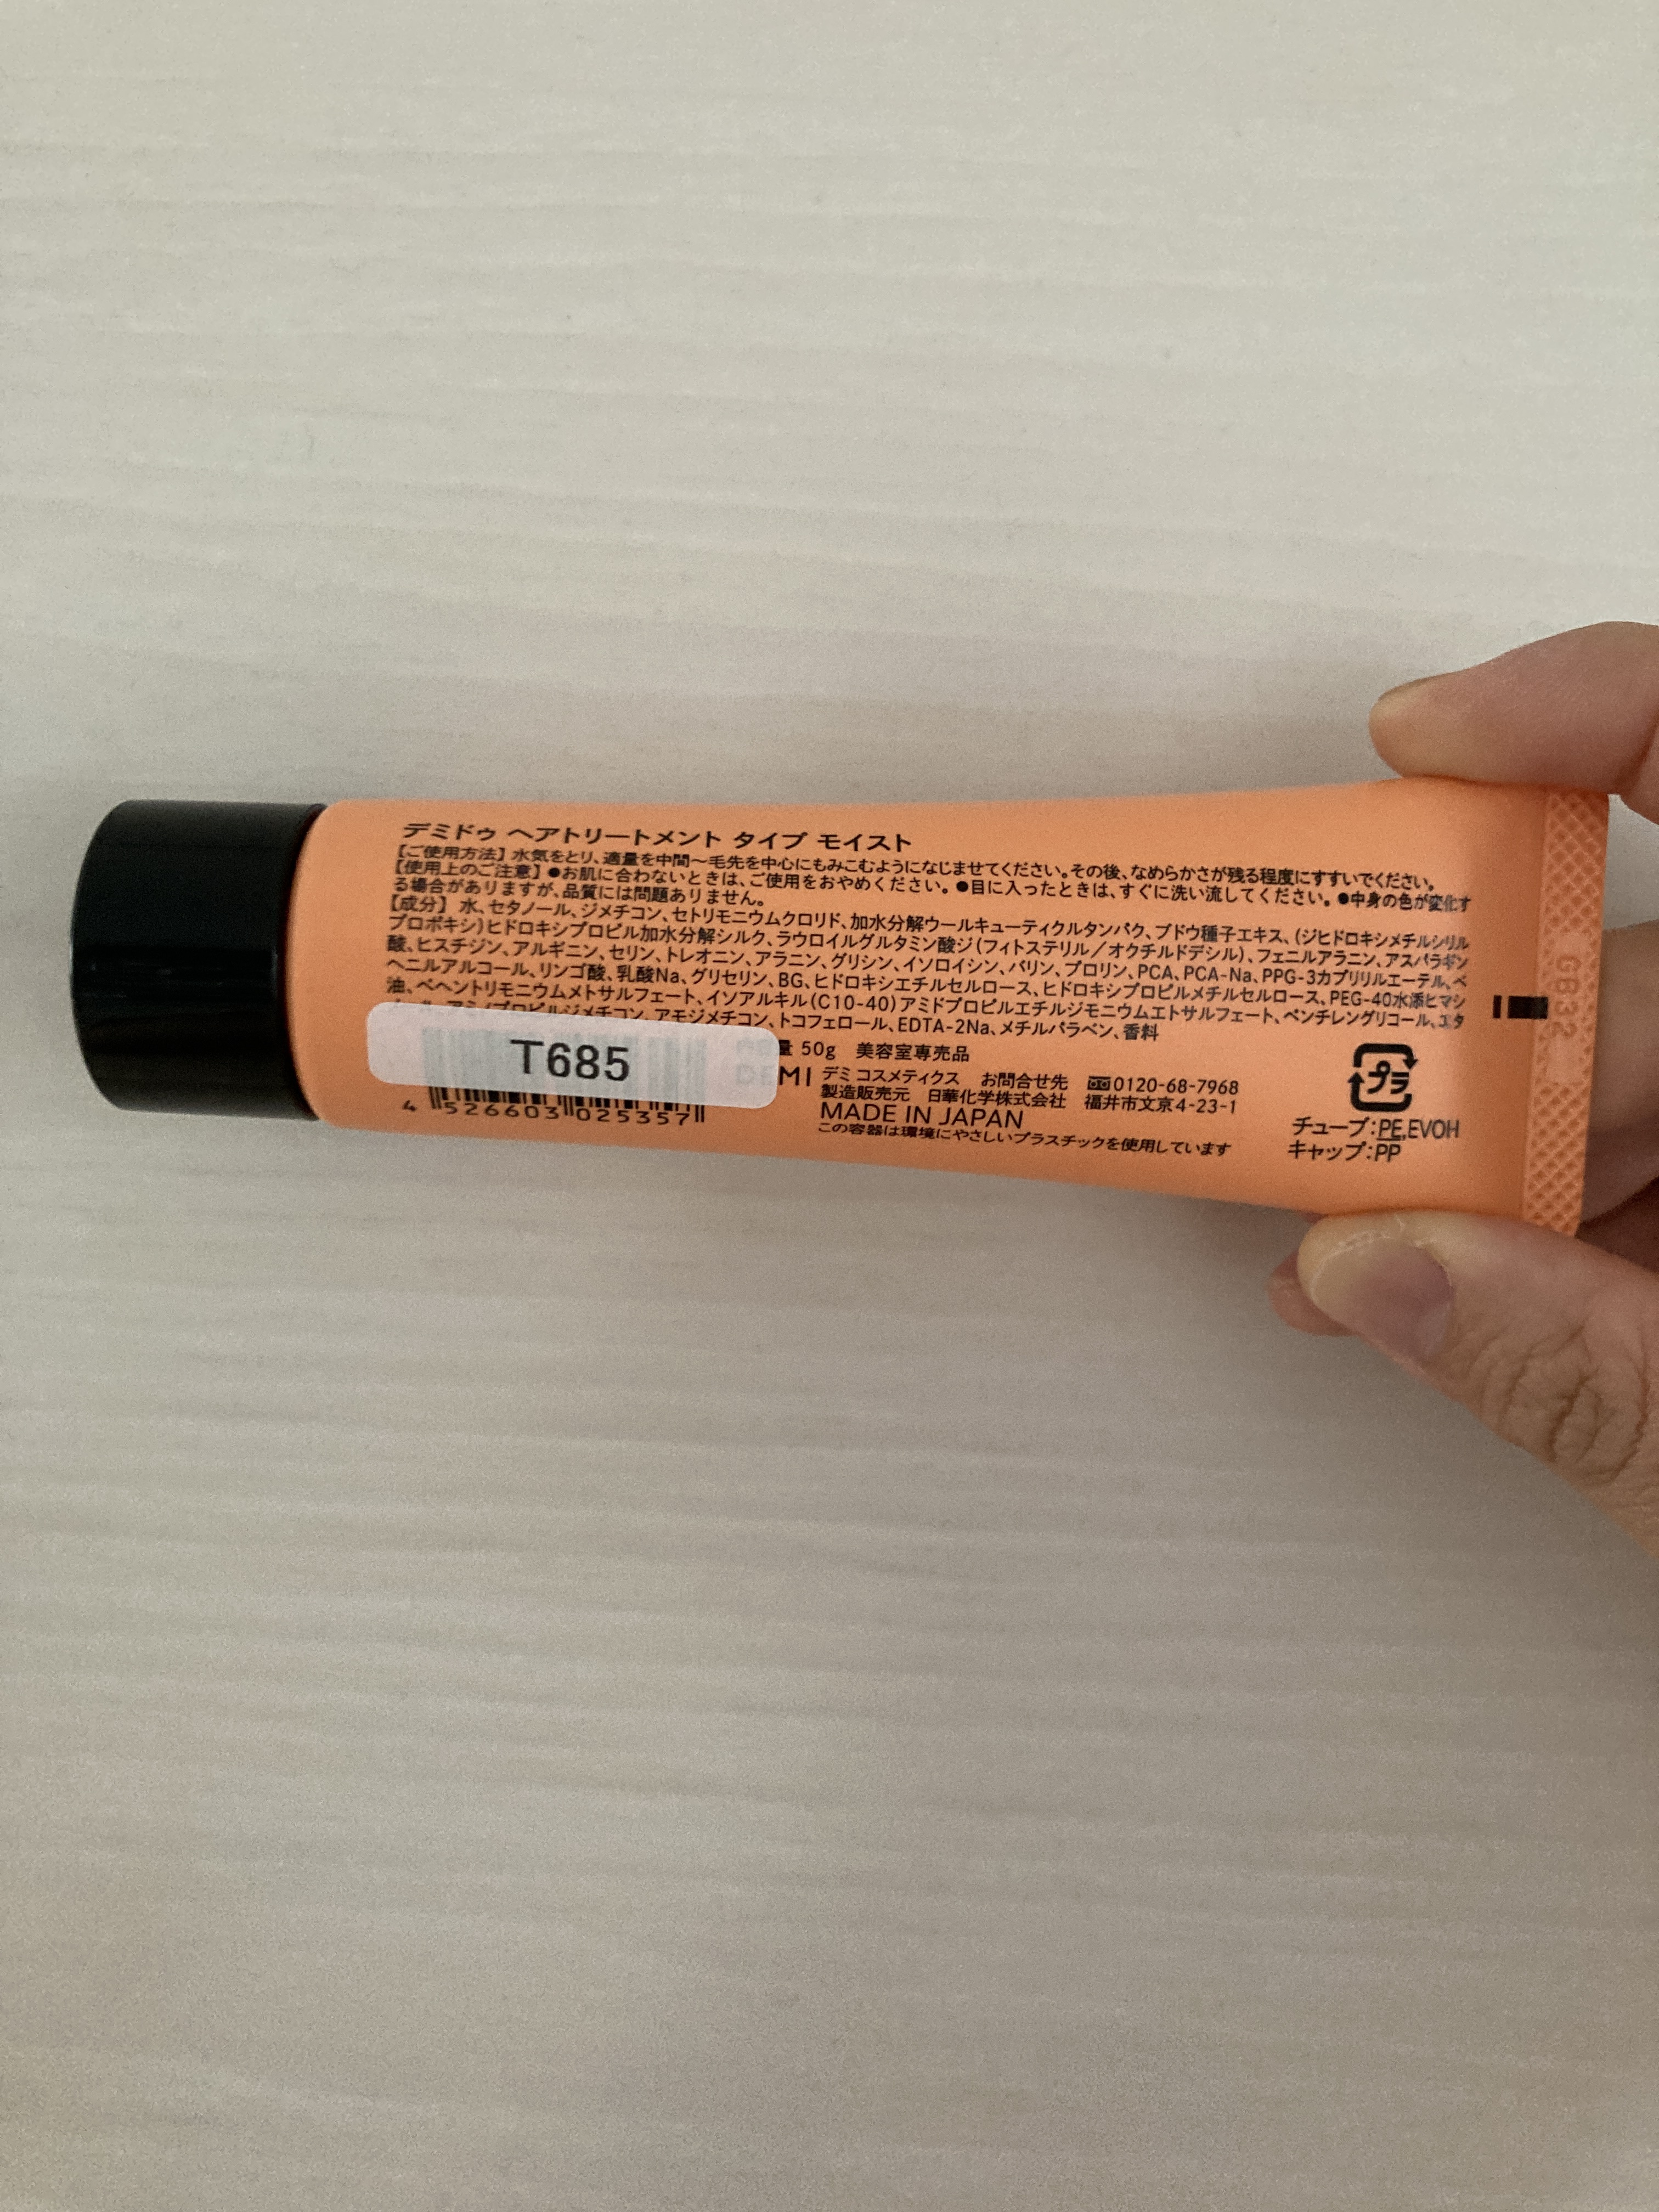 デミドゥ ヘアトリートメント タイプ モイスト
【ご使用方法】水気をとり、適量を中間〜毛先を中心にもみこむようになじませてください。その後、なめらかさが残る程度にすすいでください。
【使用上のご注意】●お肌に合わないときは、ご使用をおやめください。●目に入ったときは、すぐに洗い流してください。●中身の色が変化す
る場合がありますが、品質には問題ありません。
【成分】水、セタノール、ジメチコン、セトリモニウムクロリド、加水分解ウールキューティクルタンパク、ブドウ種子エキス、(ジヒドロキシメチルシリル
プロポキシ)ヒドロキシプロピル加水分解シルク、ラウロイルグルタミン酸ジ(フィトステリル/オクチルドデシル)、フェニルアラニン、アスパラギン
酸、ヒスチジン、アルギニン、セリン、トレオニン、アラニン、グリシン、イソロイシン、バリン、プロリン、PCA、PCA-Na、PPG-3カプリリルエーテル、ベ
ヘニルアルコール、リンゴ酸、乳酸Na、グリセリン、BG、ヒドロキシエチルセルロース、ヒドロキシプロピルメチルセルロース、PEG-40水添ヒマシ
油、ベヘントリモニウムメトサルフェート、イソアルキル(C10-40)アミドプロピルエチルジモニウムエトサルフェート、ペンチレングリコール、エタ
アミノプロピルジメチコン、アモジメチコン、トコフェロール、EDTA-2Na、メチルパラベン、香料
T685
4 526603 025357
量 50g 美容室専売品
DEMI デミ コスメティクス お問合せ先 0120-68-7968
製造販売元 日華化学株式会社 福井市文京4-23-1
MADE IN JAPAN
この容器は環境にやさしいプラスチックを使用しています
プラ
チューブ:PE,EVOH
キャップ:PP